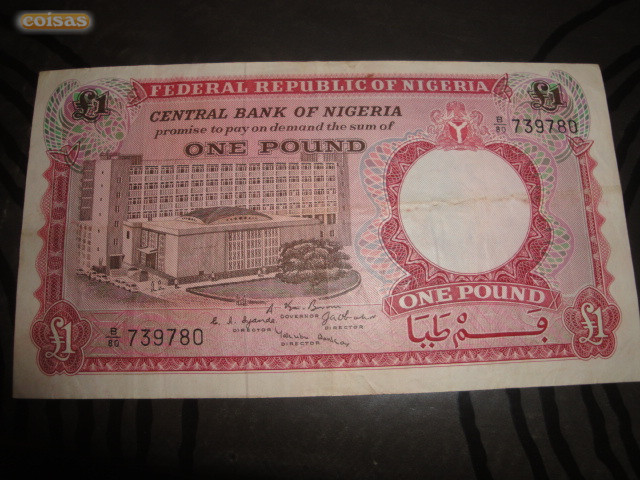 coisas
FEDERAL REPUBLIC OF NIGERIA
£1
£1
CENTRAL BANK OF NIGERIA
promise to pay on demand the sum of
ONE POUND
B/80 739780
GOVERNOR
DIRECTOR
DIRECTOR
DIRECTOR
ONE POUND
B/80 739780
£1
£1